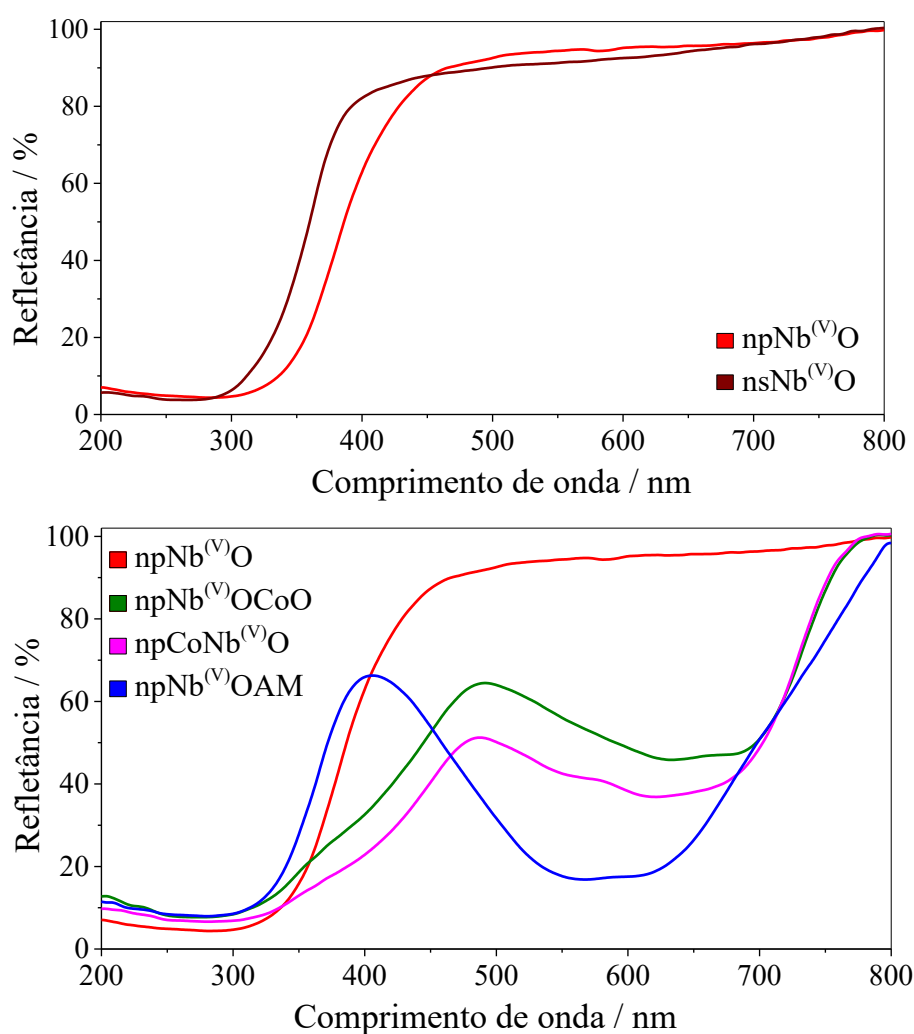 100
80
60
40
20
0
Refletância / %
npNb⁽ⱽ⁾O
nsNb⁽ⱽ⁾O
200 300 400 500 600 700 800
Comprimento de onda / nm
100
80
60
40
20
0
Refletância / %
npNb⁽ⱽ⁾O
npNb⁽ⱽ⁾OCoO
npCoNb⁽ⱽ⁾O
npNb⁽ⱽ⁾OAM
200 300 400 500 600 700 800
Comprimento de onda / nm